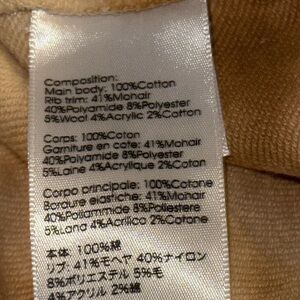 Composition:
Main body: 100%Cotton
Rib trim: 41%Mohair
40%Polyamide 8%Polyester
5%Wool 4%Acrylic 2%Cotton
Corps: 100%Coton
Garniture en cote: 41%Mohair
40%Polyamide 8%Polyester
5%Laine 4%Acrylique 2%Coton
Corpo principale: 100%Cotone
Bordure elastiche: 41%Mohair
40%Poliammide 8%Poliestere
5%Lana 4%Acrilico 2%Cotone
本体 100%綿
リブ：41%モヘヤ 40%ナイロン
8%ポリエステル 5%毛
4%アクリル 2%綿